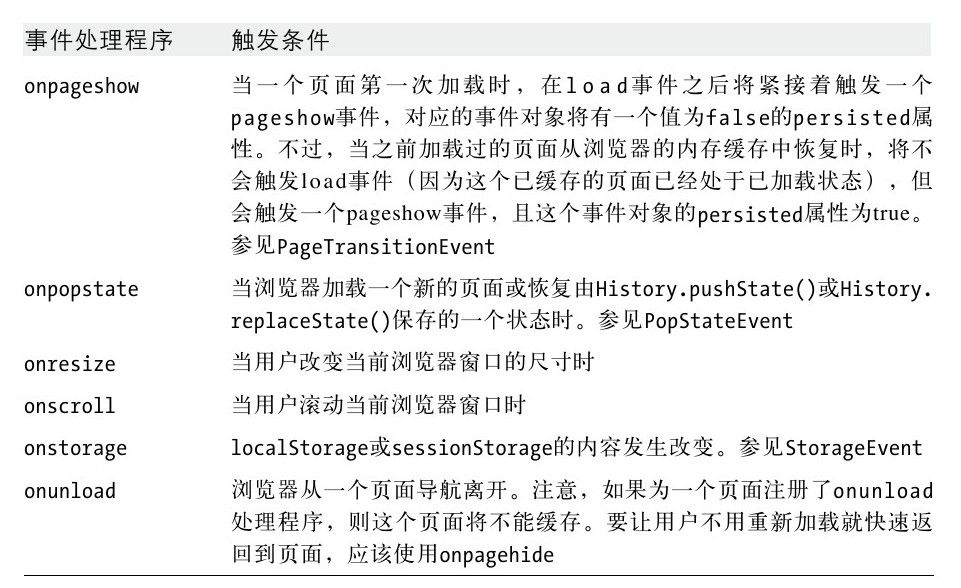 事件处理程序 触发条件
onpageshow 当一个页面第一次加载时，在load事件之后将紧接着触发一个
pageshow事件，对应的事件对象将有一个值为false的persisted属
性。不过，当之前加载过的页面从浏览器的内存缓存中恢复时，将不
会触发load事件（因为这个已缓存的页面已经处于已加载状态），但
会触发一个pageshow事件，且这个事件对象的persisted属性为true。
参见PageTransitionEvent
onpopstate 当浏览器加载一个新的页面或恢复由History.pushState()或History.
replaceState()保存的一个状态时。参见PopStateEvent
onresize 当用户改变当前浏览器窗口的尺寸时
onscroll 当用户滚动当前浏览器窗口时
onstorage localStorage或sessionStorage的内容发生改变。参见StorageEvent
onunload 浏览器从一个页面导航离开。注意，如果为一个页面注册了onunload
处理程序，则这个页面将不能缓存。要让用户不用重新加载就快速返
回到页面，应该使用onpagehide